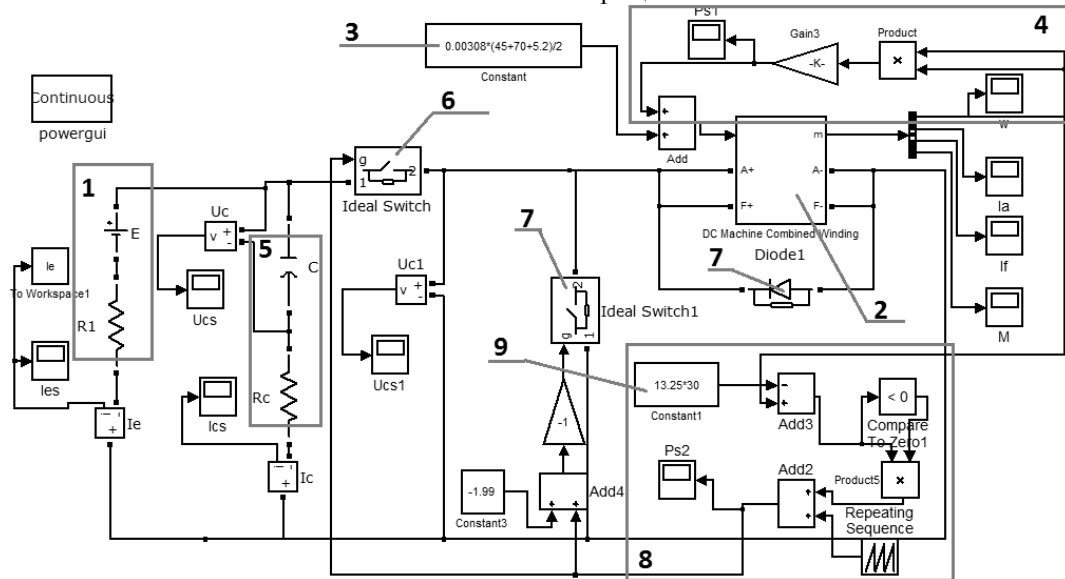 Ps1
3
0.00308*(45+70+5.2)/2
Constant
Gain3
-K-
Product
×
4
Continuous
powergui
6
g
1
2
Ideal Switch
+
+
Add
m
A+
A-
F+
F-
DC Machine Combined Winding
w
Ia
If
M
1
E
R1
Uc
v
+
-
Ucs
5
C
Rc
Ie
To Workspace1
Ies
i
+
-
Ie
Ics
i
+
-
Ic
Uc1
v
+
-
Ucs1
7
2
g
1
Ideal Switch1
Diode1
7
2
9
13.25*30
Constant1
-
+
Add3
< 0
Compare
To Zero1
Ps2
Add2
+
+
Product5
×
Repeating
Sequence
-1
-1.99
Constant3
+
+
Add4
8